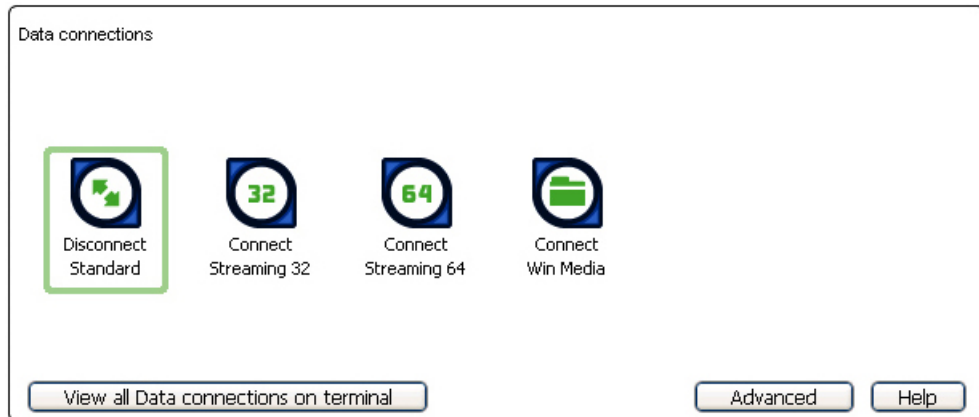 Data connections
32
64
Disconnect
Standard
Connect
Streaming 32
Connect
Streaming 64
Connect
Win Media
View all Data connections on terminal
Advanced
Help